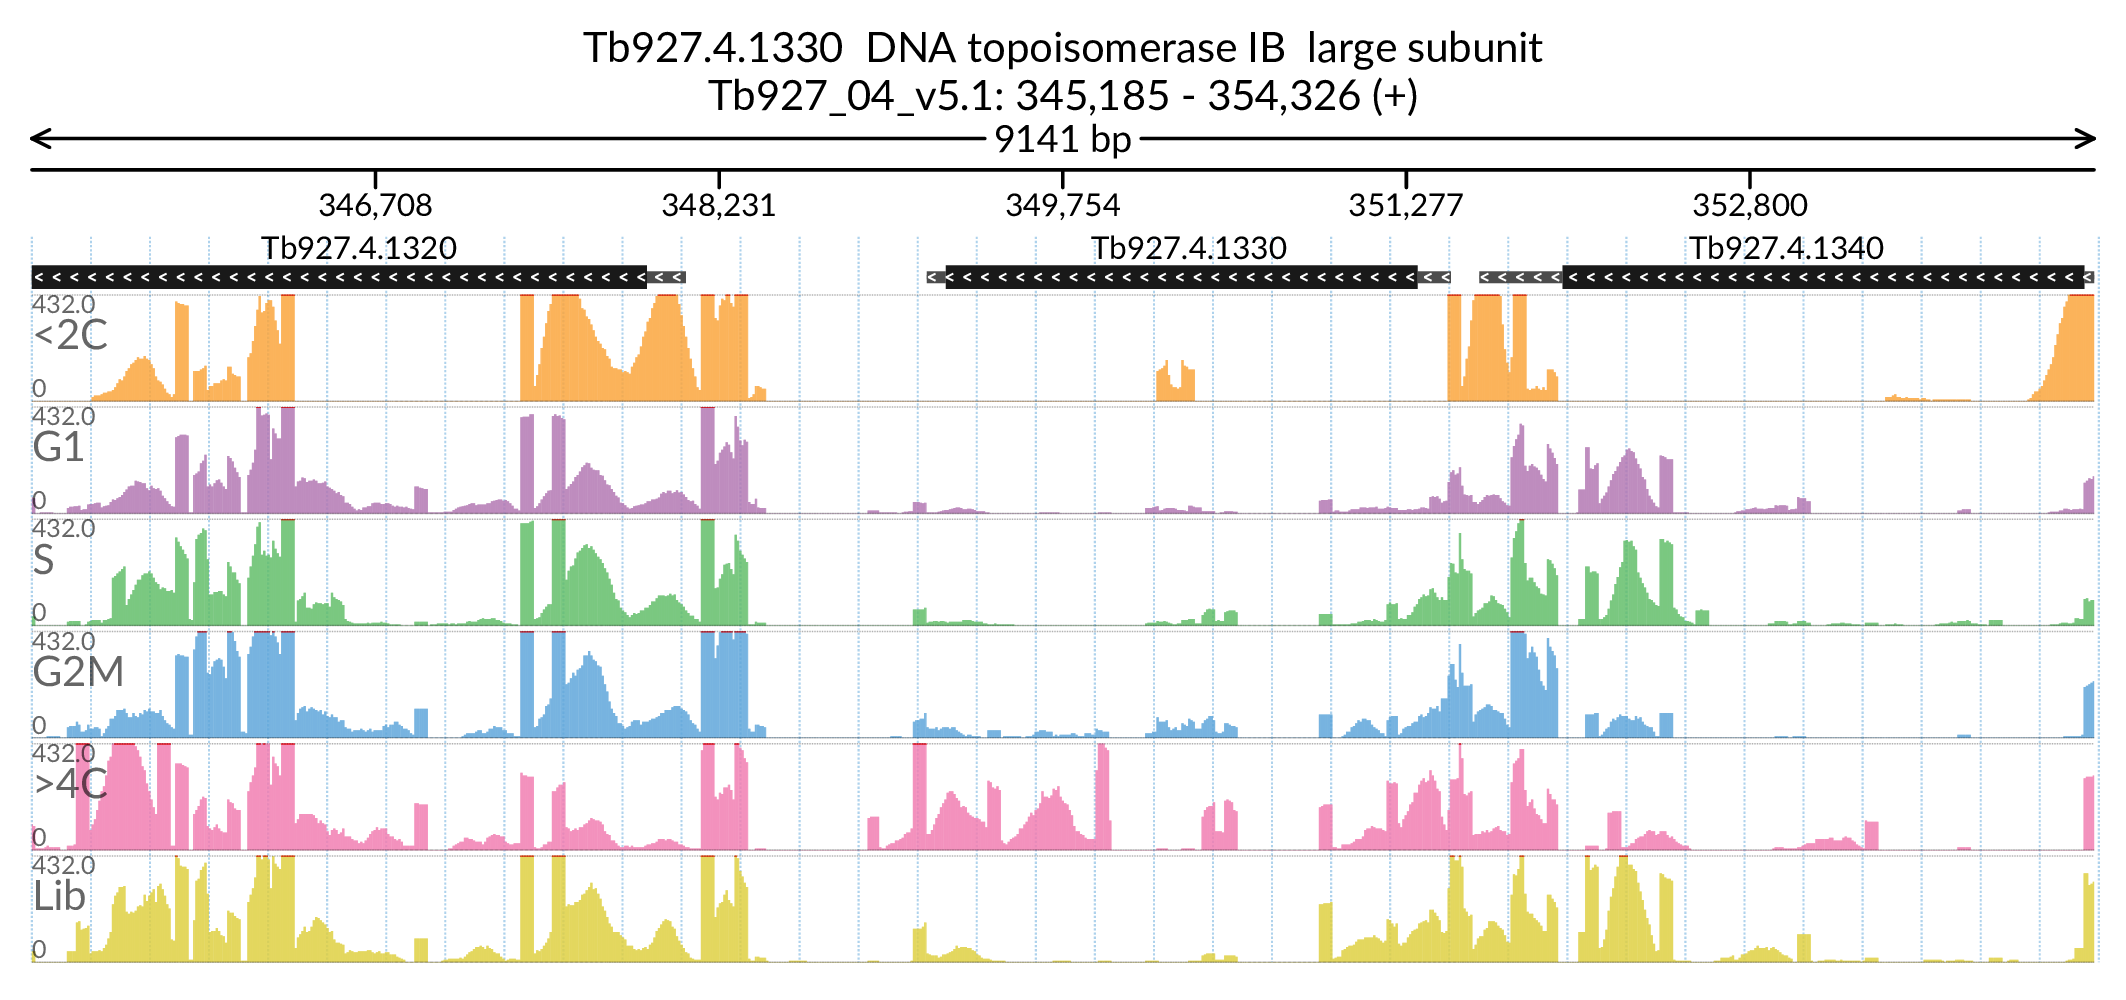 Tb927.4.1330  DNA topoisomerase IB  large subunit
Tb927_04_v5.1: 345,185 - 354,326 (+)
9141 bp
346,708 348,231 349,754 351,277 352,800
Tb927.4.1320 Tb927.4.1330 Tb927.4.1340
432.0
<2C
0
432.0
G1
0
432.0
S
0
432.0
G2M
0
432.0
>4C
0
432.0
Lib
0